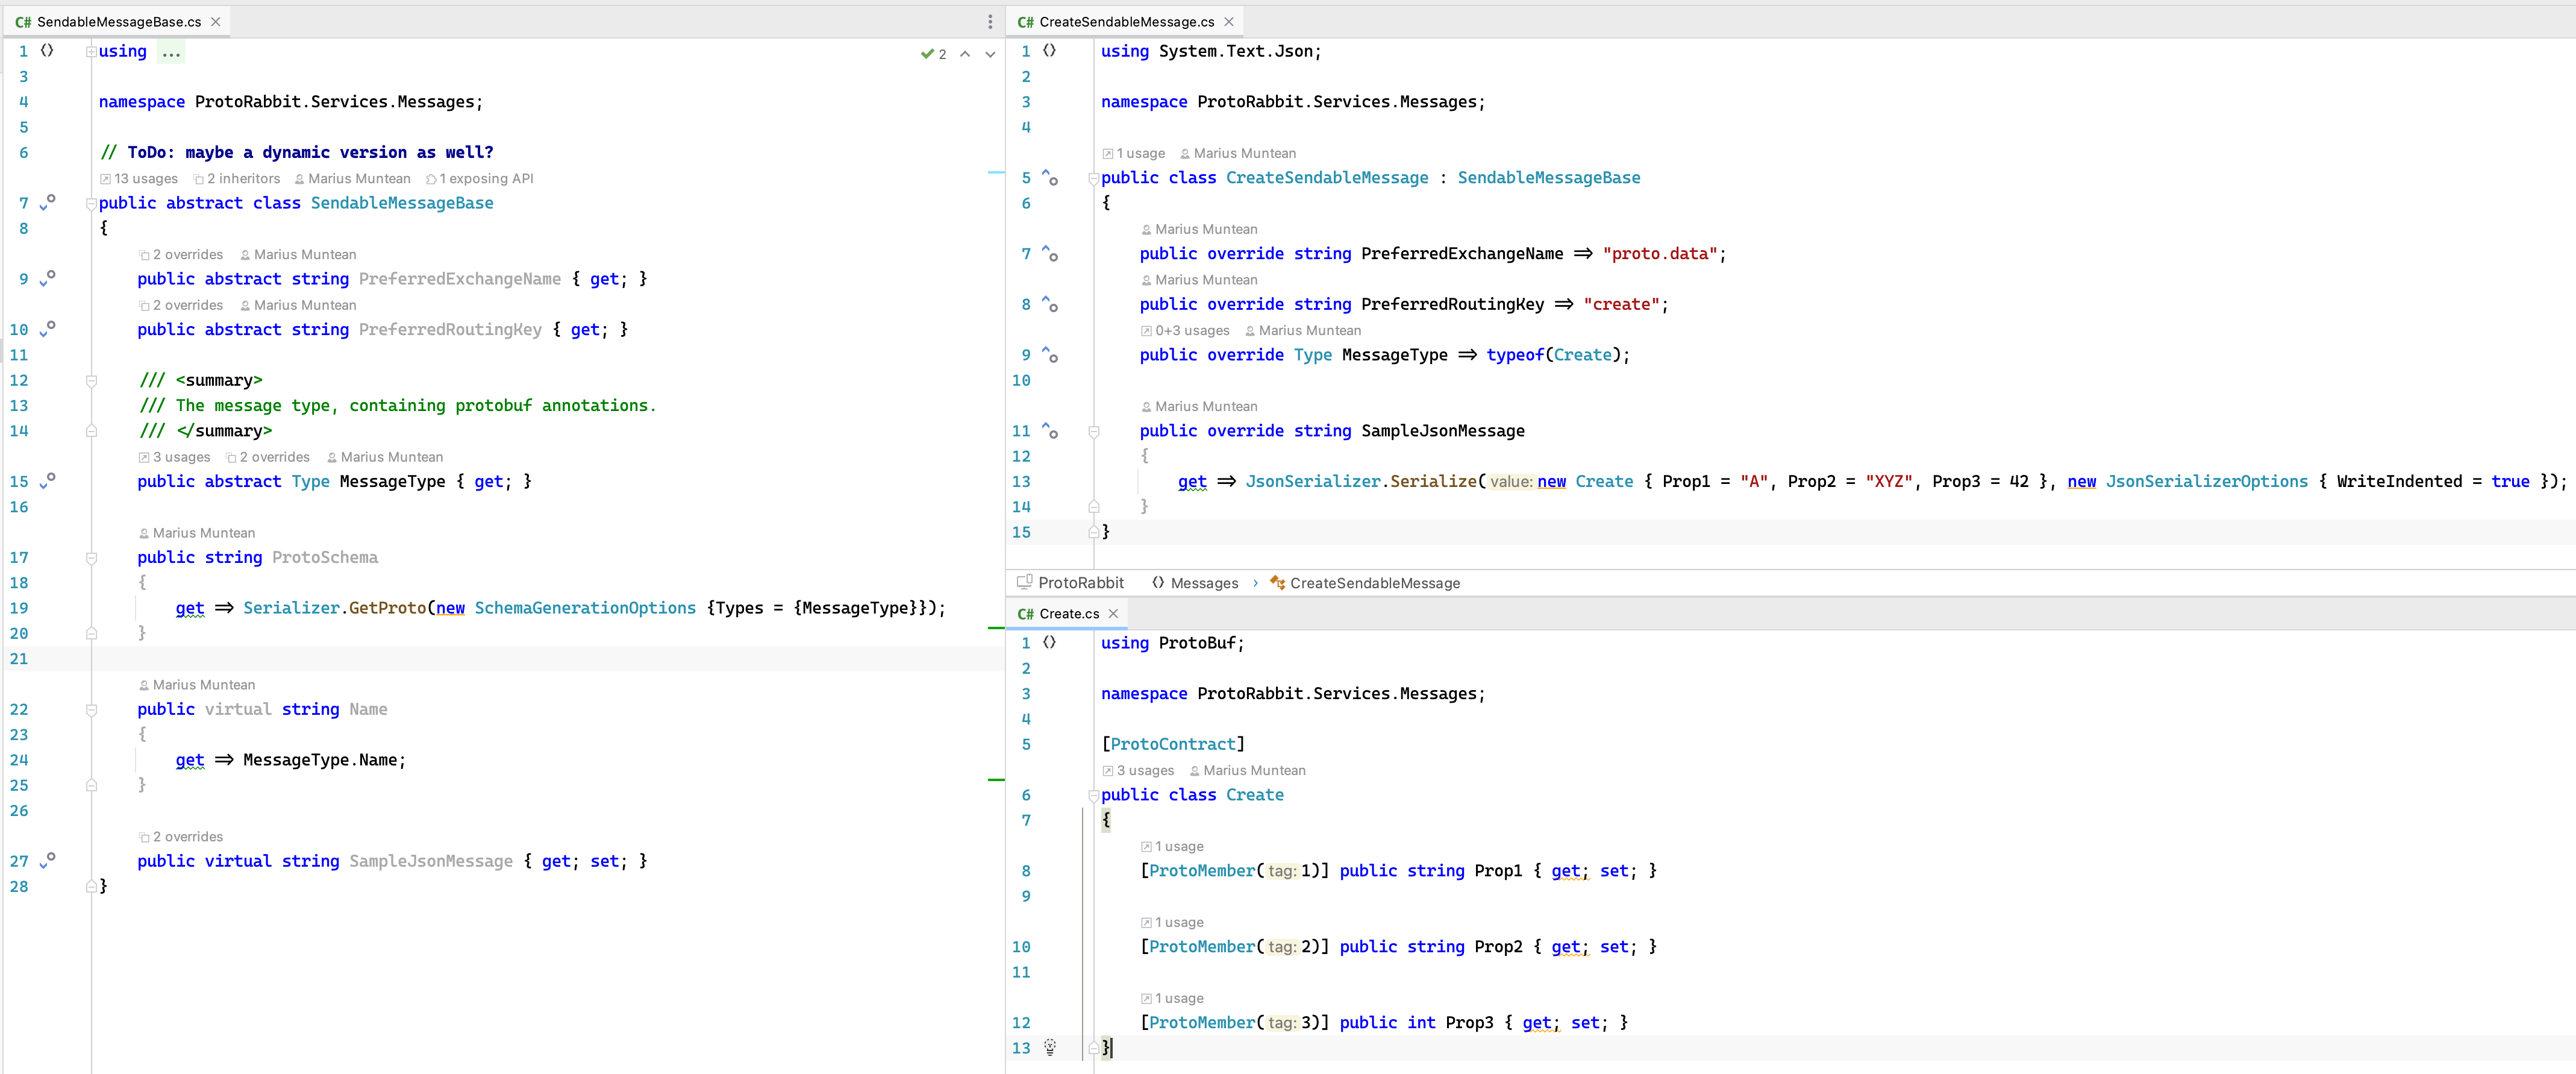 C# SendableMessageBase.cs
1 using ...
2
3
4 namespace ProtoRabbit.Services.Messages;
5
6 // ToDo: maybe a dynamic version as well?
13 usages 2 inheritors Marius Muntean 1 exposing API
7 public abstract class SendableMessageBase
8 {
2 overrides Marius Muntean
9 public abstract string PreferredExchangeName { get; }
2 overrides Marius Muntean
10 public abstract string PreferredRoutingKey { get; }
11
12 /// <summary>
13 /// The message type, containing protobuf annotations.
14 /// </summary>
3 usages 2 overrides Marius Muntean
15 public abstract Type MessageType { get; }
16
Marius Muntean
17 public string ProtoSchema
18 {
19 get => Serializer.GetProto(new SchemaGenerationOptions {Types = {MessageType}});
20 }
21
Marius Muntean
22 public virtual string Name
23 {
24 get => MessageType.Name;
25 }
26
2 overrides
27 public virtual string SampleJsonMessage { get; set; }
28 }
C# CreateSendableMessage.cs
1 using System.Text.Json;
2
3 namespace ProtoRabbit.Services.Messages;
4
1 usage Marius Muntean
5 public class CreateSendableMessage : SendableMessageBase
6 {
Marius Muntean
7 public override string PreferredExchangeName => "proto.data";
Marius Muntean
8 public override string PreferredRoutingKey => "create";
0+3 usages Marius Muntean
9 public override Type MessageType => typeof(Create);
10
Marius Muntean
11 public override string SampleJsonMessage
12 {
13 get => JsonSerializer.Serialize( value: new Create { Prop1 = "A", Prop2 = "XYZ", Prop3 = 42 }, new JsonSerializerOptions { WriteIndented = true });
14 }
15 }
ProtoRabbit Messages › CreateSendableMessage
C# Create.cs
1 using ProtoBuf;
2
3 namespace ProtoRabbit.Services.Messages;
4
5 [ProtoContract]
3 usages Marius Muntean
6 public class Create
7 {
1 usage
8 [ProtoMember( tag: 1)] public string Prop1 { get; set; }
9
1 usage
10 [ProtoMember( tag: 2)] public string Prop2 { get; set; }
11
1 usage
12 [ProtoMember( tag: 3)] public int Prop3 { get; set; }
13 }